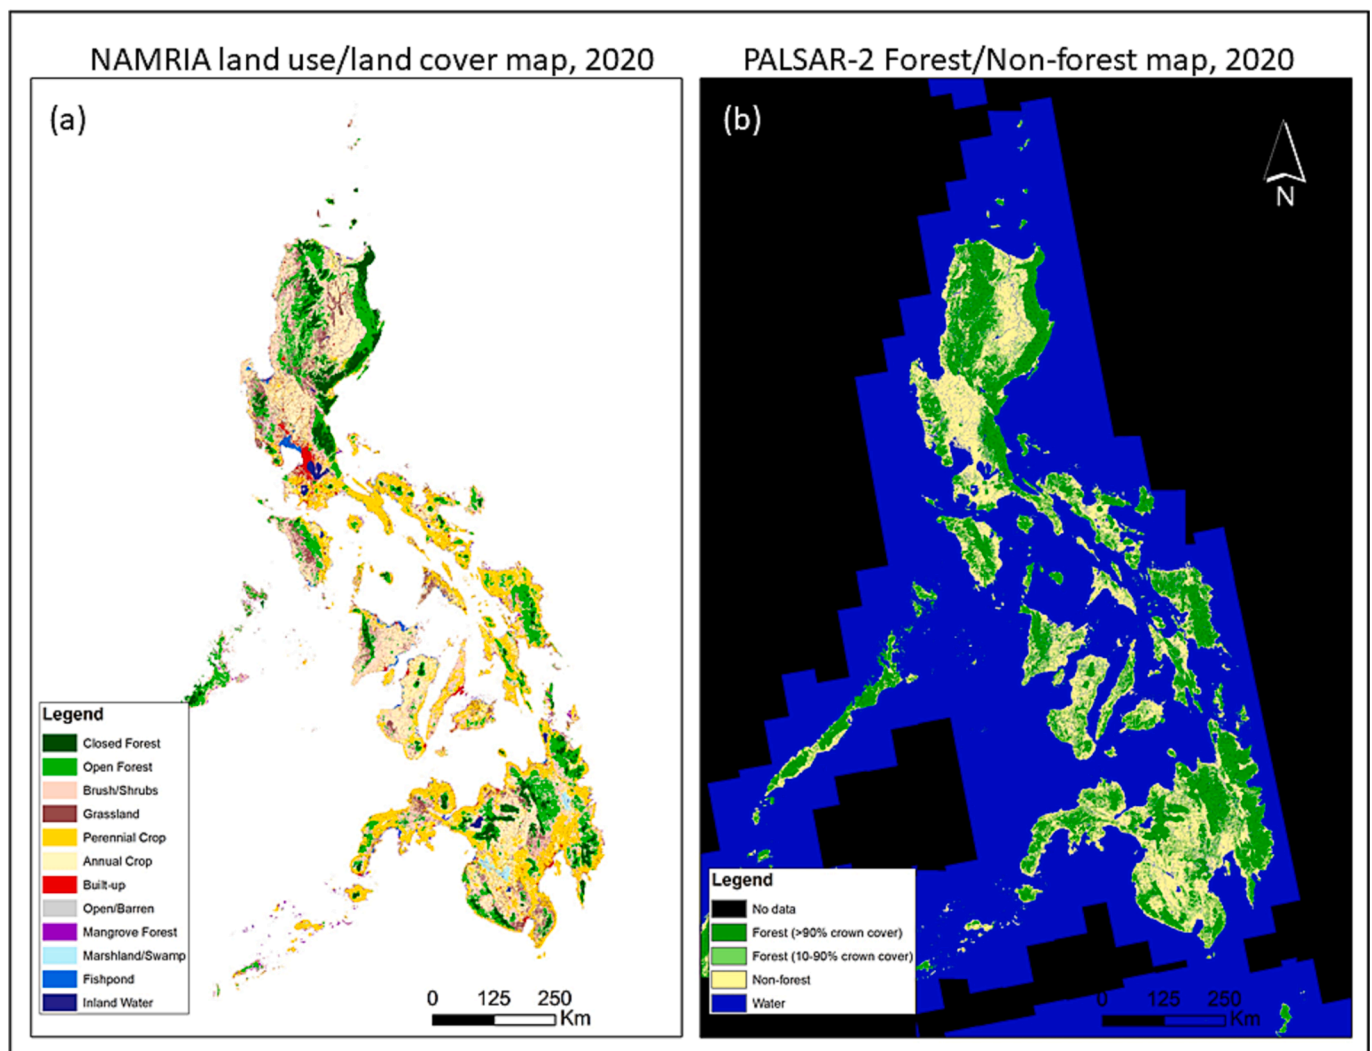 NAMRIA land use/land cover map, 2020
PALSAR-2 Forest/Non-forest map, 2020
(a)
Legend
Closed Forest
Open Forest
Brush/Shrubs
Grassland
Perennial Crop
Annual Crop
Built-up
Open/Barren
Mangrove Forest
Marshland/Swamp
Fishpond
Inland Water
0 125 250
Km
(b)
N
Legend
No data
Forest (>90% crown cover)
Forest (10-90% crown cover)
Non-forest
Water
0 125 250
Km